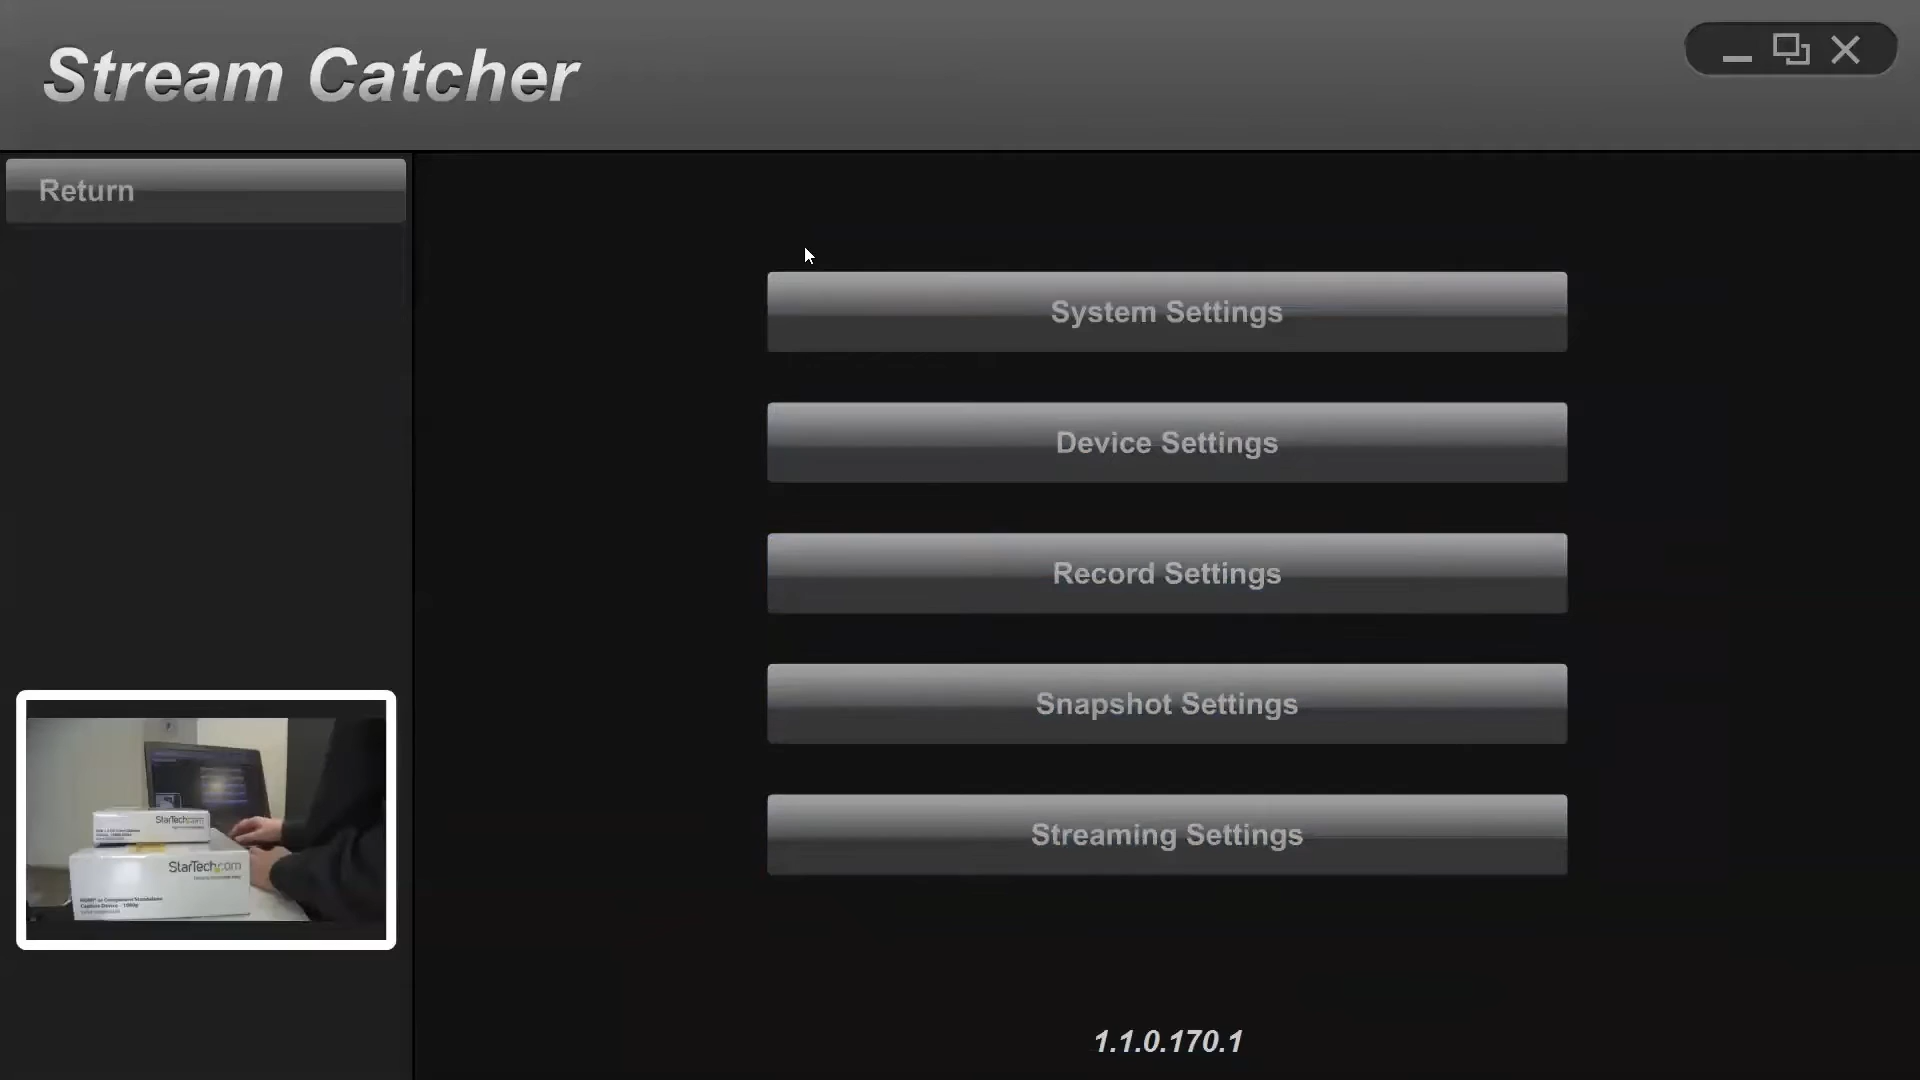 Stream Catcher
Return
System Settings
Device Settings
Record Settings
Snapshot Settings
Streaming Settings
StarTech.com
StarTech.com
1.1.0.170.1